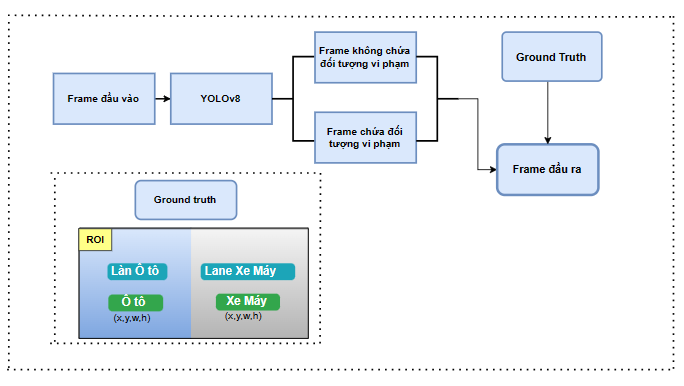 Frame không chứa
đối tượng vi phạm
Ground Truth
Frame đầu vào
YOLOv8
Frame chứa đối
tượng vi phạm
Frame đầu ra
Ground truth
ROI
Làn Ô tô
Lane Xe Máy
Ô tô
Xe Máy
(x,y,w,h)
(x,y,w,h)